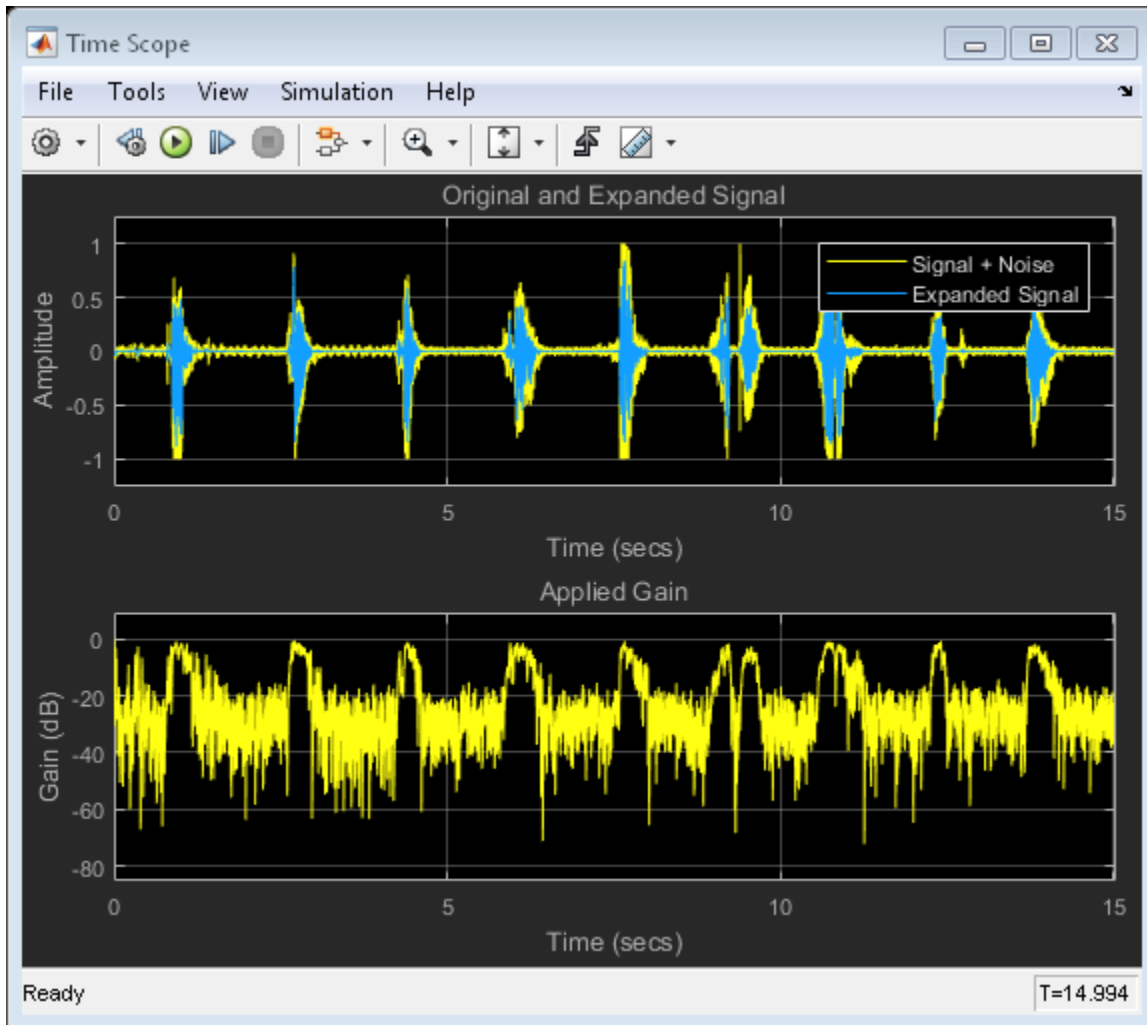 Time Scope
File Tools View Simulation Help
Original and Expanded Signal
Amplitude
1
0.5
0
-0.5
-1
Signal + Noise
Expanded Signal
0 5 10 15
Time (secs)
Applied Gain
Gain (dB)
0
-20
-40
-60
-80
0 5 10 15
Time (secs)
Ready T=14.994